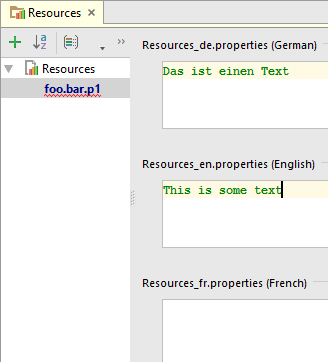 Resources
Resources_de.properties (German)
Das ist einen Text
Resources
foo.bar.p1
Resources_en.properties (English)
This is some text
Resources_fr.properties (French)